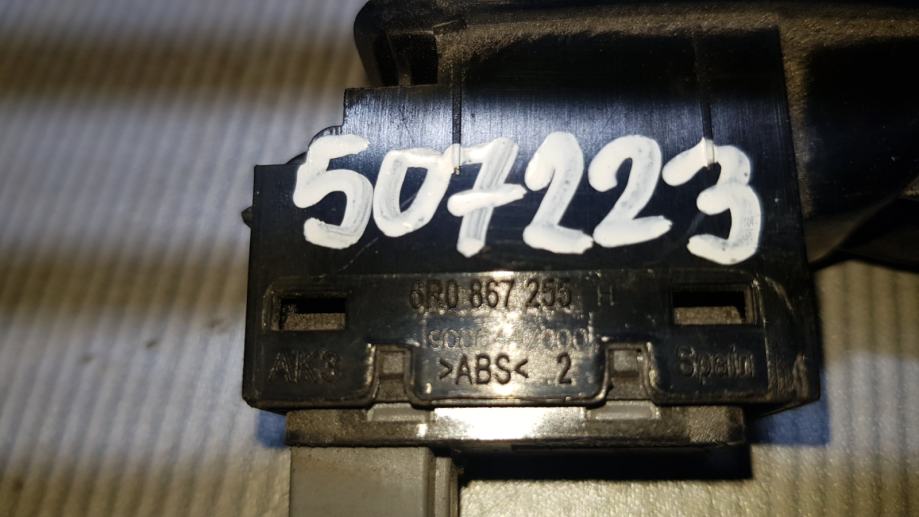 507223
6R0 867 255 H
AK3
>ABS< 2
Spain